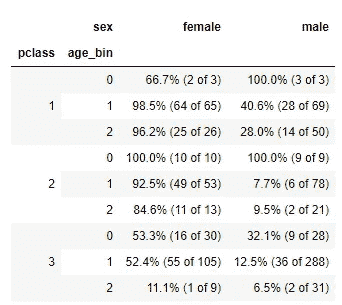 sex female male
pclass age_bin
0 66.7% (2 of 3) 100.0% (3 of 3)
1 1 98.5% (64 of 65) 40.6% (28 of 69)
2 96.2% (25 of 26) 28.0% (14 of 50)
0 100.0% (10 of 10) 100.0% (9 of 9)
2 1 92.5% (49 of 53) 7.7% (6 of 78)
2 84.6% (11 of 13) 9.5% (2 of 21)
0 53.3% (16 of 30) 32.1% (9 of 28)
3 1 52.4% (55 of 105) 12.5% (36 of 288)
2 11.1% (1 of 9) 6.5% (2 of 31)